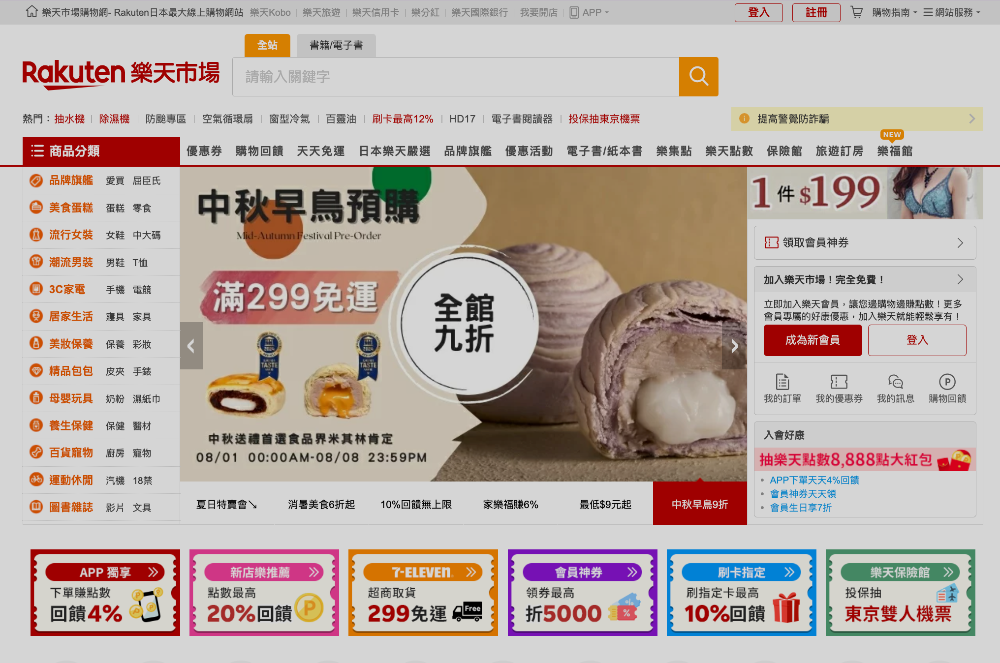 樂天市場購物網- Rakuten日本最大線上購物網站 樂天Kobo 樂天旅遊 樂天信用卡 樂分紅 樂天國際銀行 我要開店 APP 登入 註冊 購物指南 網站服務
全站 書籍/電子書
Rakuten 樂天市場
請輸入關鍵字
熱門： 抽水機 除濕機 防颱專區 空氣循環扇 窗型冷氣 百靈油 刷卡最高12% HD17 電子書閱讀器 投保抽東京機票
提高警覺防詐騙
NEW
商品分類 優惠券 購物回饋 天天免運 日本樂天嚴選 品牌旗艦 優惠活動 電子書/紙本書 樂集點 樂天點數 保險館 旅遊訂房 樂福館
品牌旗艦 愛買 屈臣氏
美食蛋糕 蛋糕 零食
流行女裝 女鞋 中大碼
潮流男裝 男鞋 T恤
3C家電 手機 電競
居家生活 寢具 家具
美妝保養 保養 彩妝
精品包包 皮夾 手錶
母嬰玩具 奶粉 濕紙巾
養生保健 保健 醫材
百貨寵物 廚房 寵物
運動休閒 汽機 18禁
圖書雜誌 影片 文具
中秋早鳥預購
Mid-Autumn Festival Pre-Order
滿299免運
全館
九折
2024
TASTE
2024
TASTE
中秋送禮首選食品界米其林肯定
08/01 00:00AM-08/08 23:59PM
夏日特賣會↘ 消暑美食6折起 10%回饋無上限 家樂福賺6% 最低$9元起 中秋早鳥9折
1件$199
領取會員神券
加入樂天市場！完全免費！
立即加入樂天會員，讓您邊購物邊賺點數！更多
會員專屬的好康優惠，加入樂天就能輕鬆享有！
成為新會員 登入
我的訂單 我的優惠券 我的訊息 購物回饋
入會好康
抽樂天點數8,888點大紅包
APP下單天天4%回饋
會員神券天天領
會員生日享7折
APP 獨享
下單賺點數
回饋4%
新店樂推薦
點數最高
20%回饋
7-ELEVEN
超商取貨
299免運
Free
會員神券
領券最高
折5000
刷卡指定
刷指定卡最高
10%回饋
樂天保險館
投保抽
東京雙人機票